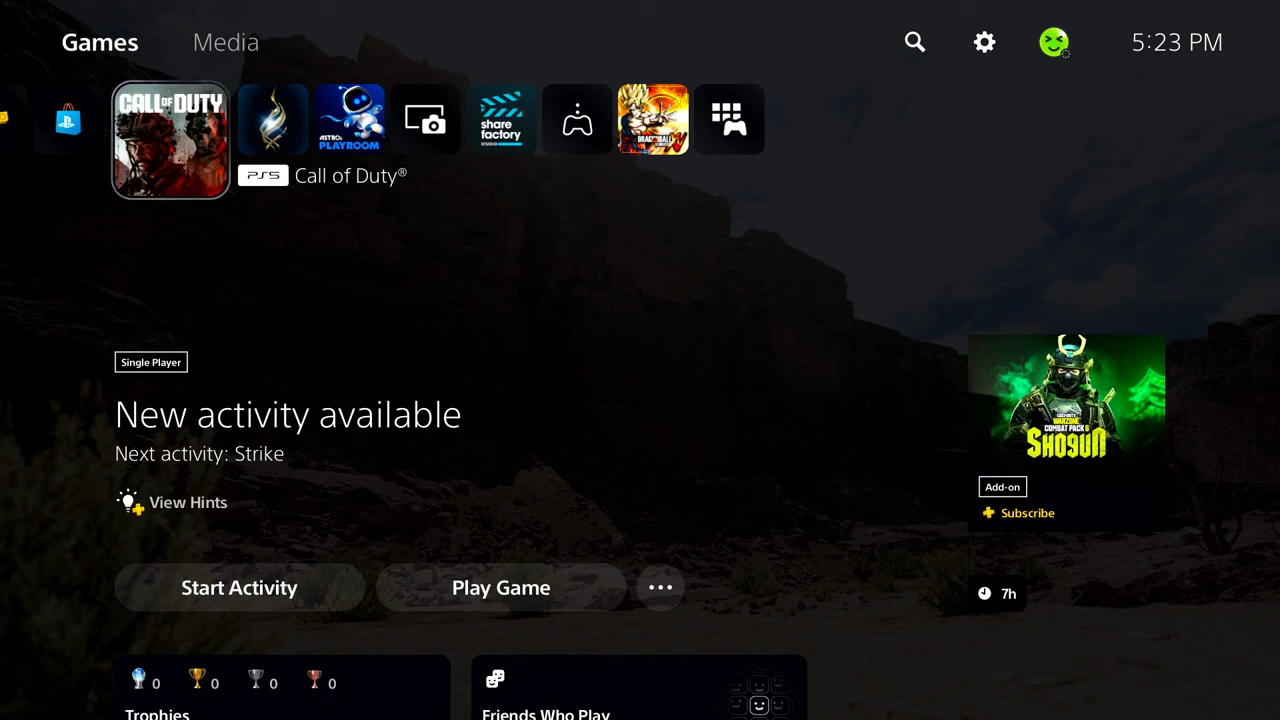 Games
Media
5:23 PM
CALL OF DUTY
ASTRO's
PLAYROOM
share
factory
STUDIO
DRAGONBALL
PS5
Call of Duty®
Single Player
New activity available
Next activity: Strike
View Hints
Start Activity
Play Game
CALL OF DUTY
WARZONE
COMBAT PACK 6
SHOGUN
Add-on
Subscribe
7h
0
0
0
0
Trophies
Friends Who Play